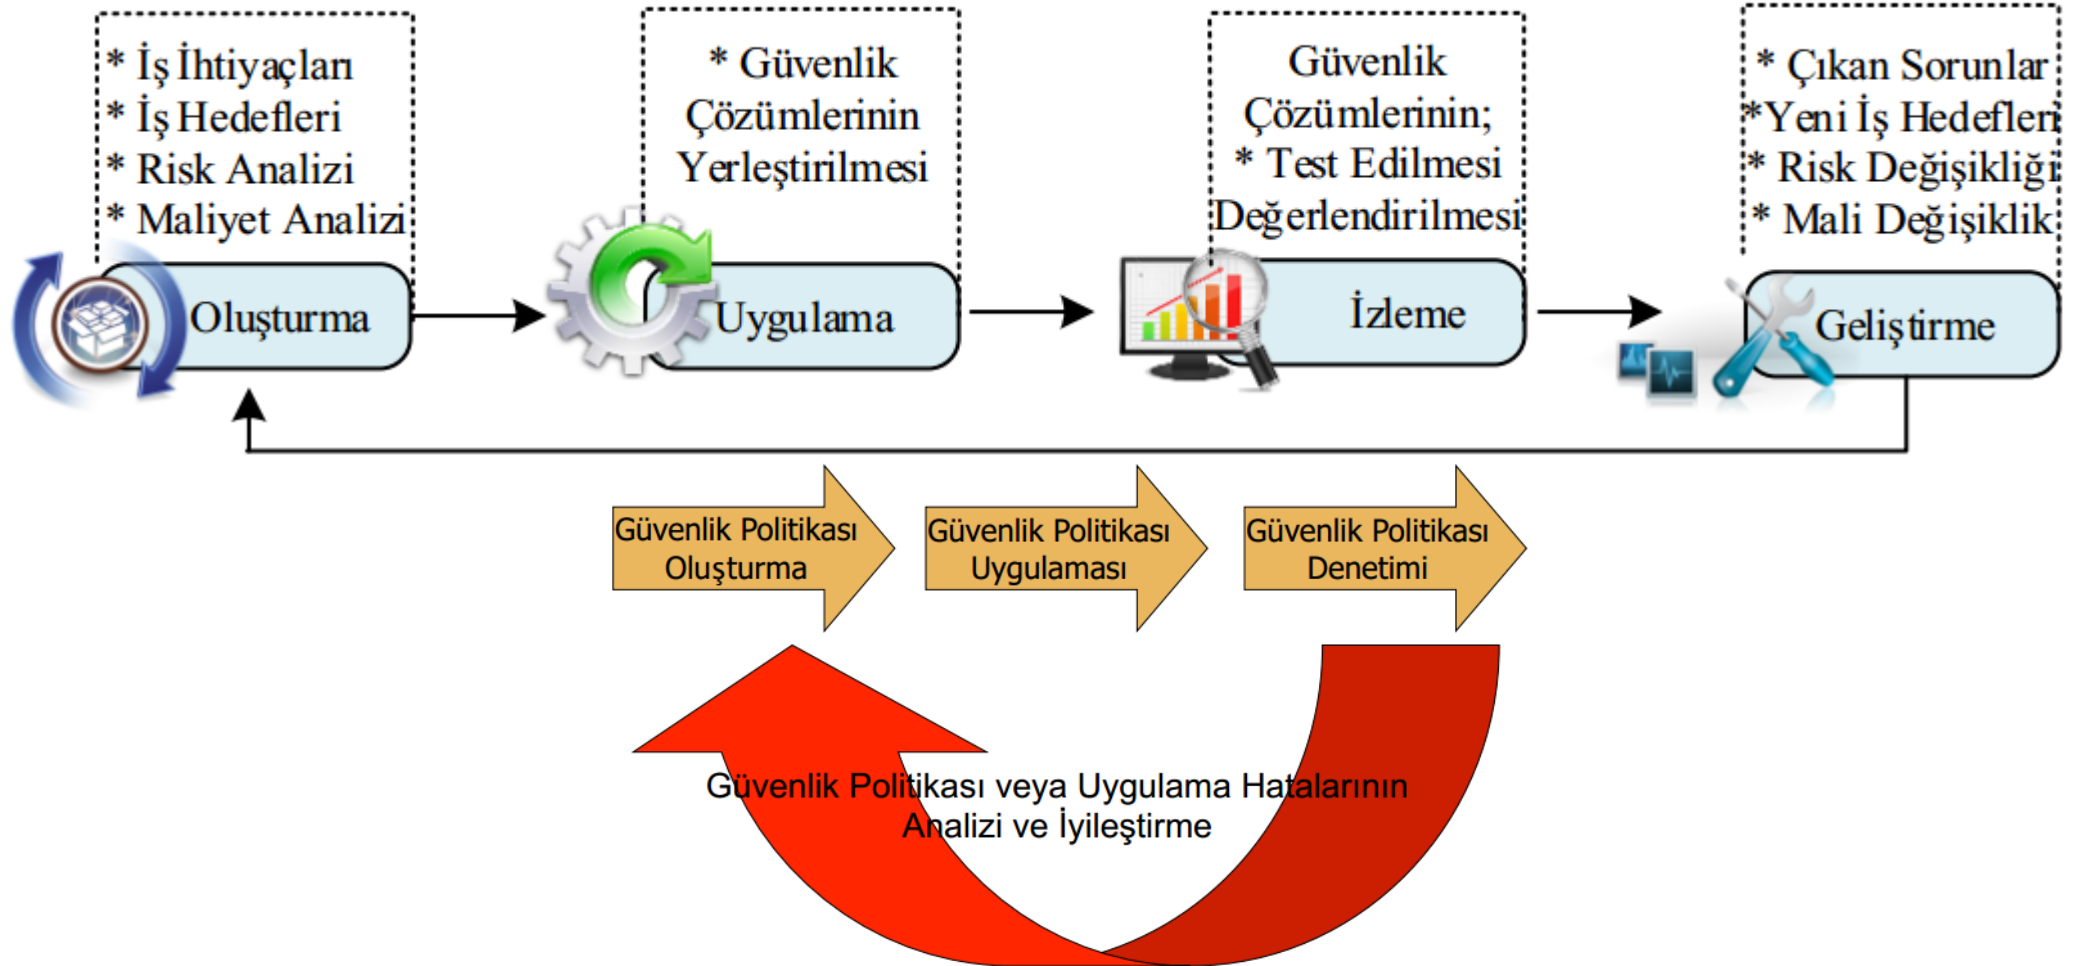 * İş İhtiyaçları
* İş Hedefleri
* Risk Analizi
* Maliyet Analizi
Oluşturma
* Güvenlik
Çözümlerinin
Yerleştirilmesi
Uygulama
Güvenlik
Çözümlerinin;
* Test Edilmesi
Değerlendirilmesi
İzleme
* Çıkan Sorunlar
*Yeni İş Hedefleri
* Risk Değişikliği
* Mali Değişiklik
Geliştirme
Güvenlik Politikası
Oluşturma
Güvenlik Politikası
Uygulaması
Güvenlik Politikası
Denetimi
Güvenlik Politikası veya Uygulama Hatalarının
Analizi ve İyileştirme